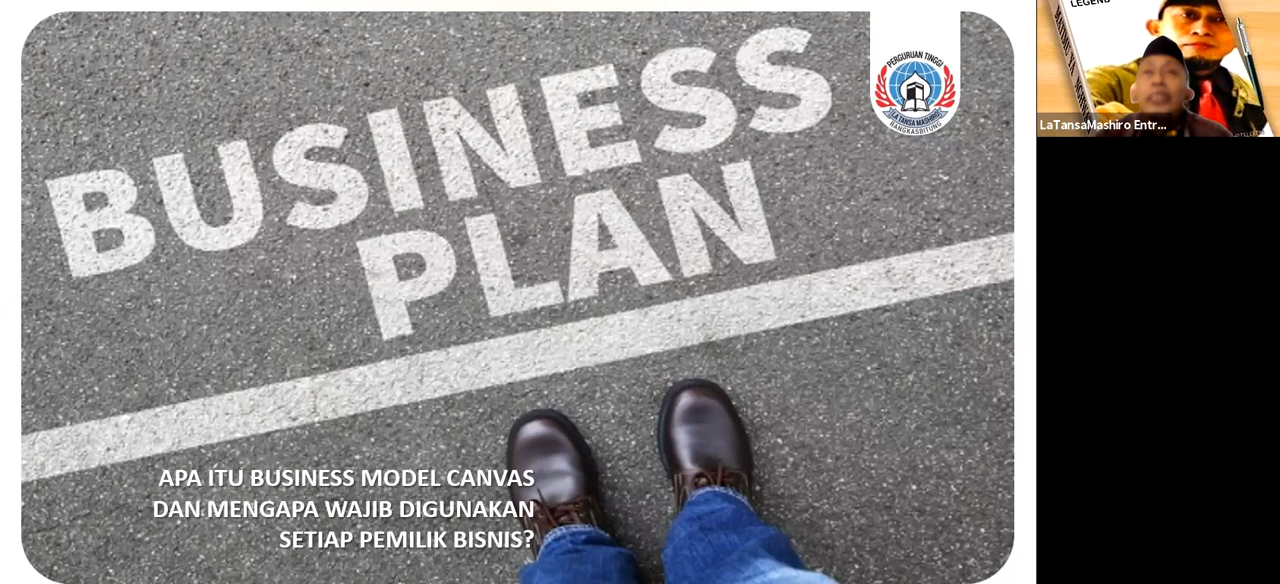 BUSINESS
PLAN
PERGURUAN TINGGI
LA TANSA MASHIRO
RANGKASBITUNG
APA ITU BUSINESS MODEL CANVAS
DAN MENGAPA WAJIB DIGUNAKAN
SETIAP PEMILIK BISNIS?
LEGEND
LaTansaMashiro Entr...